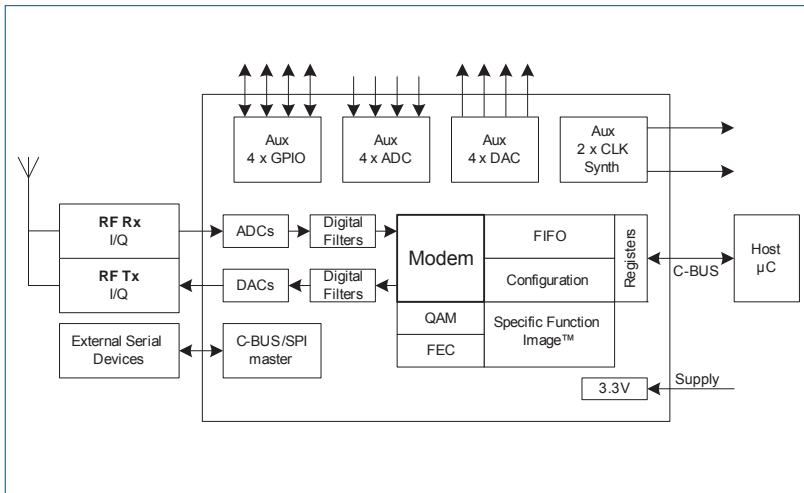 Aux
4 x GPIO
Aux
4 x ADC
Aux
4 x DAC
Aux
2 x CLK
Synth
RF Rx
I/Q
ADCs
Digital
Filters
Modem
FIFO
Registers
C-BUS
Host
µC
RF Tx
I/Q
DACs
Digital
Filters
Configuration
External Serial
Devices
C-BUS/SPI
master
QAM
FEC
Specific Function
Image™
3.3V
Supply